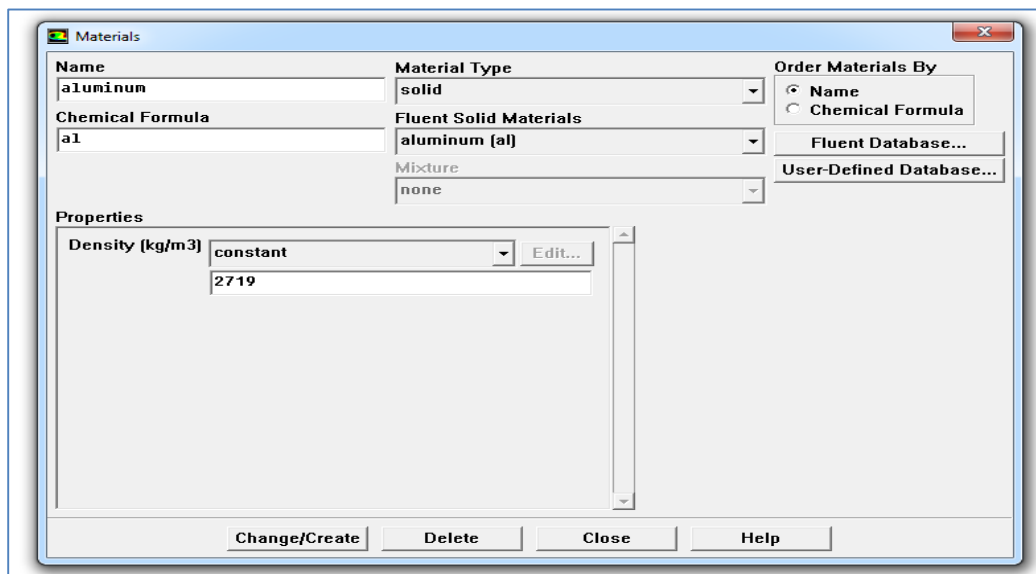 Materials
Name
aluminum
Chemical Formula
al
Material Type
solid
Fluent Solid Materials
aluminum (al)
Mixture
none
Order Materials By
Name
Chemical Formula
Fluent Database...
User-Defined Database...
Properties
Density (kg/m3)
constant
Edit...
2719
Change/Create
Delete
Close
Help